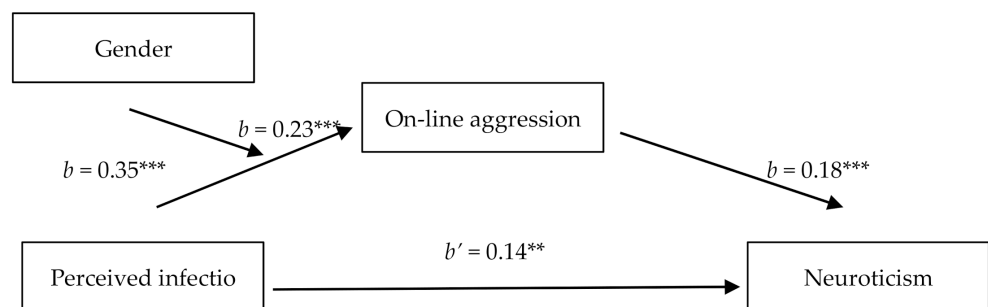 Gender
On-line aggression
b = 0.23***
b = 0.35***
b = 0.18***
b′ = 0.14**
Perceived infectio
Neuroticism